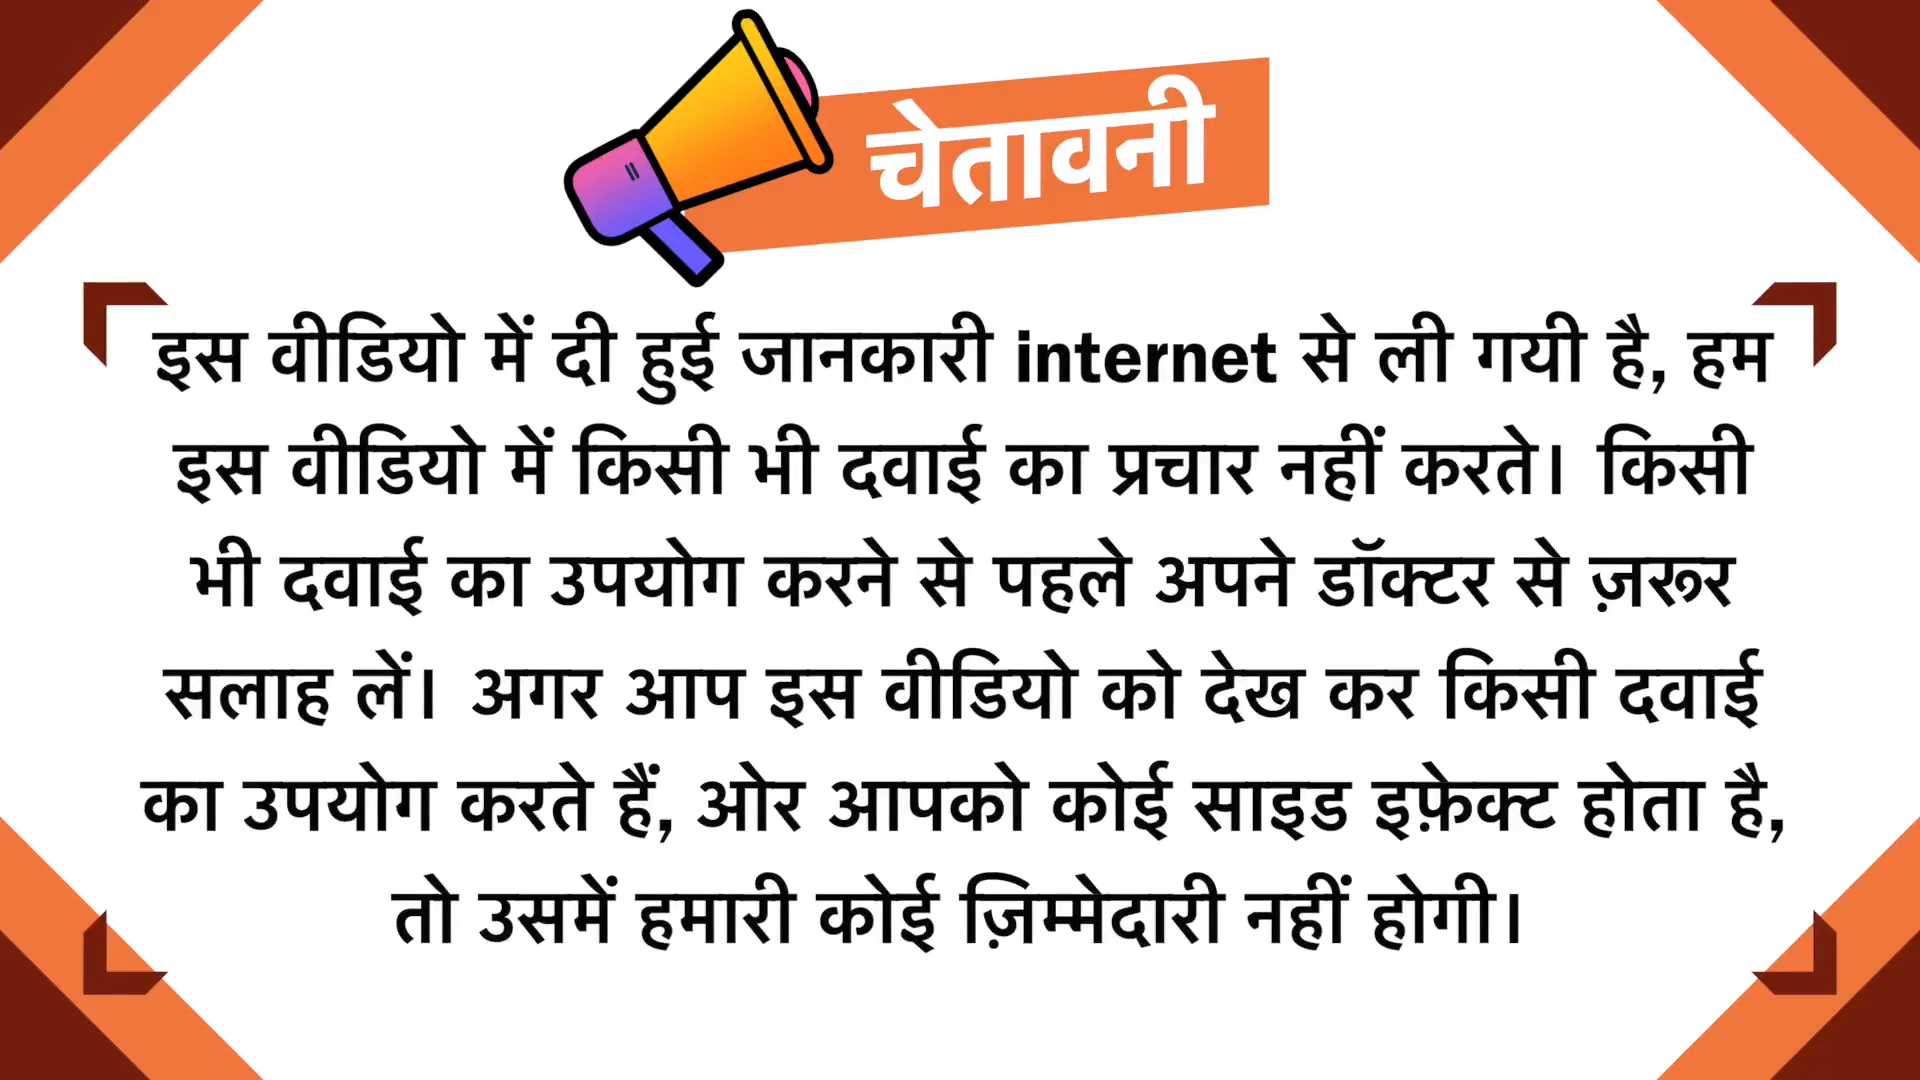 चेतावनी
इस वीडियो में दी हुई जानकारी internet से ली गयी है, हम
इस वीडियो में किसी भी दवाई का प्रचार नहीं करते। किसी
भी दवाई का उपयोग करने से पहले अपने डॉक्टर से ज़रूर
सलाह लें। अगर आप इस वीडियो को देख कर किसी दवाई
का उपयोग करते हैं, ओर आपको कोई साइड इफ़ेक्ट होता है,
तो उसमें हमारी कोई ज़िम्मेदारी नहीं होगी।